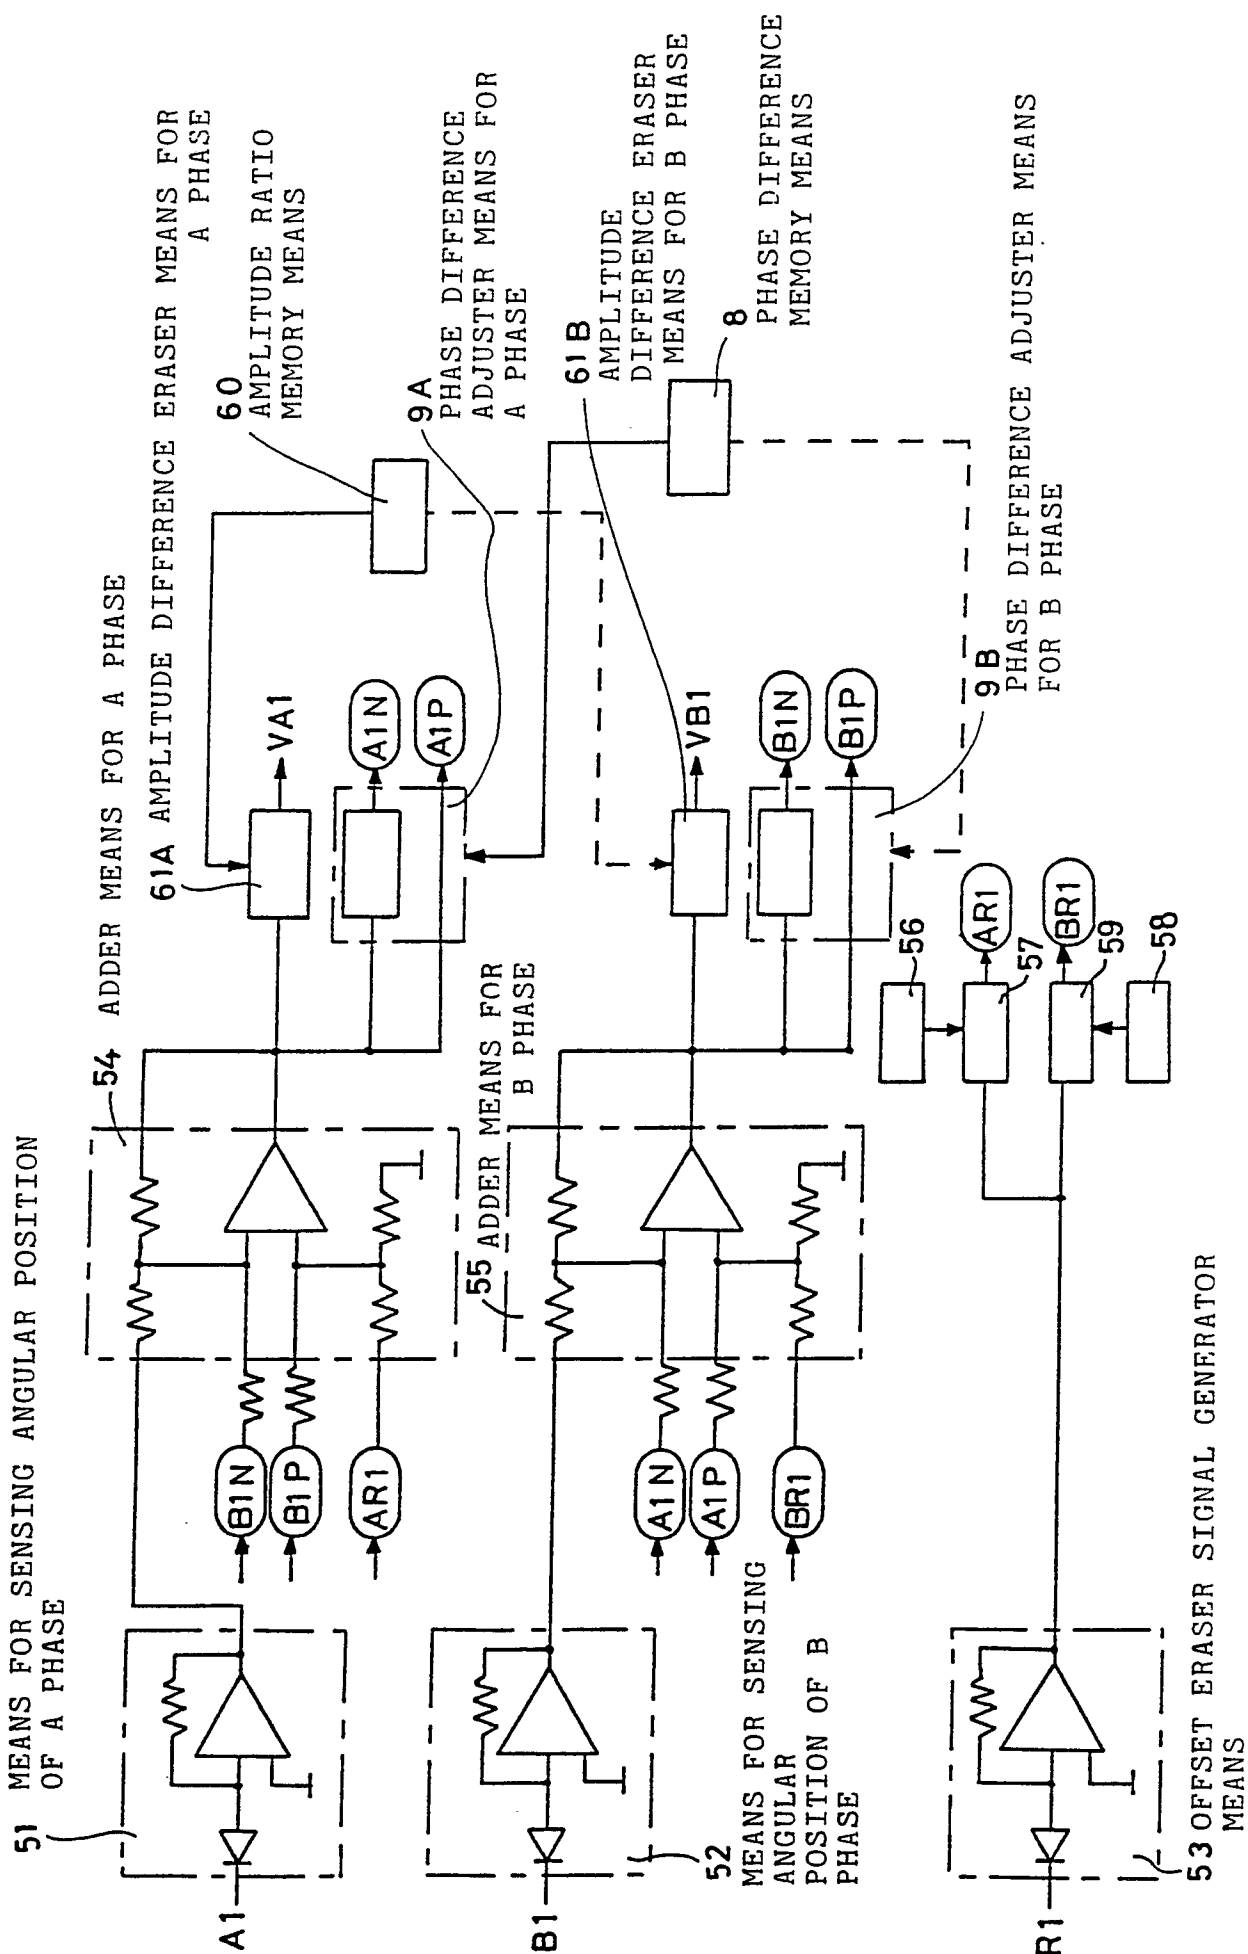 51 MEANS FOR SENSING ANGULAR POSITION
OF A PHASE
54 ADDER MEANS FOR A PHASE
61A AMPLITUDE DIFFERENCE ERASER MEANS FOR
A PHASE
60
AMPLITUDE RATIO
MEMORY MEANS
9A
PHASE DIFFERENCE
ADJUSTER MEANS FOR
A PHASE
A1
B1N
B1P
AR1
VA1
A1N
A1P
55 ADDER MEANS FOR
B PHASE
61B
AMPLITUDE
DIFFERENCE ERASER
MEANS FOR B PHASE
8
PHASE DIFFERENCE
MEMORY MEANS
B1
52
MEANS FOR SENSING
ANGULAR
POSITION OF B
PHASE
A1N
A1P
BR1
VB1
B1N
B1P
9B
PHASE DIFFERENCE ADJUSTER MEANS
FOR B PHASE
56
AR1
57
BR1
59
58
R1
53 OFFSET ERASER SIGNAL GENERATOR
MEANS